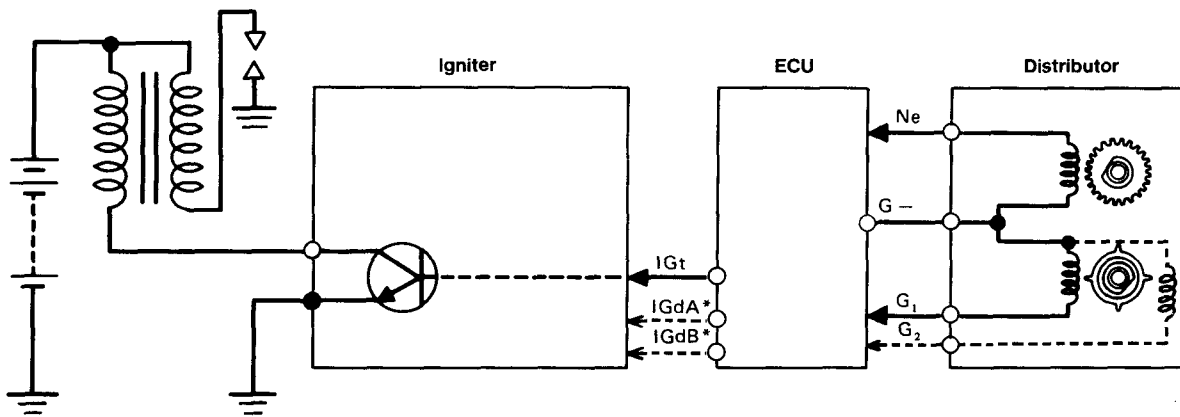 Igniter
ECU
Distributor
Ne
G −
IGt
IGdA*
IGdB*
G₁
G₂